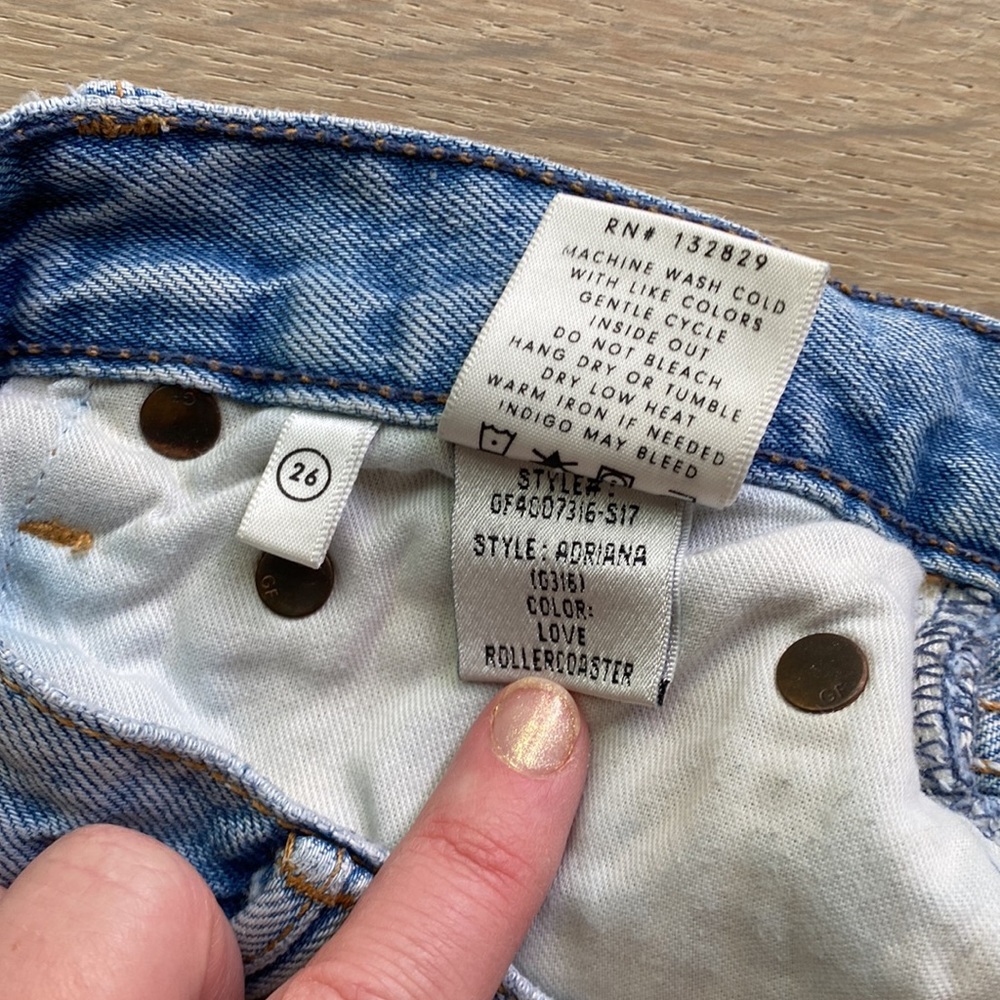 RN# 132829
MACHINE WASH COLD
WITH LIKE COLORS
GENTLE CYCLE
INSIDE OUT
DO NOT BLEACH
HANG DRY OR TUMBLE
DRY LOW HEAT
WARM IRON IF NEEDED
INDIGO MAY BLEED
26
STYLE#:
GF4007316-S17
STYLE: ADRIANA
(G316)
COLOR:
LOVE
ROLLERCOASTER
GF
GF